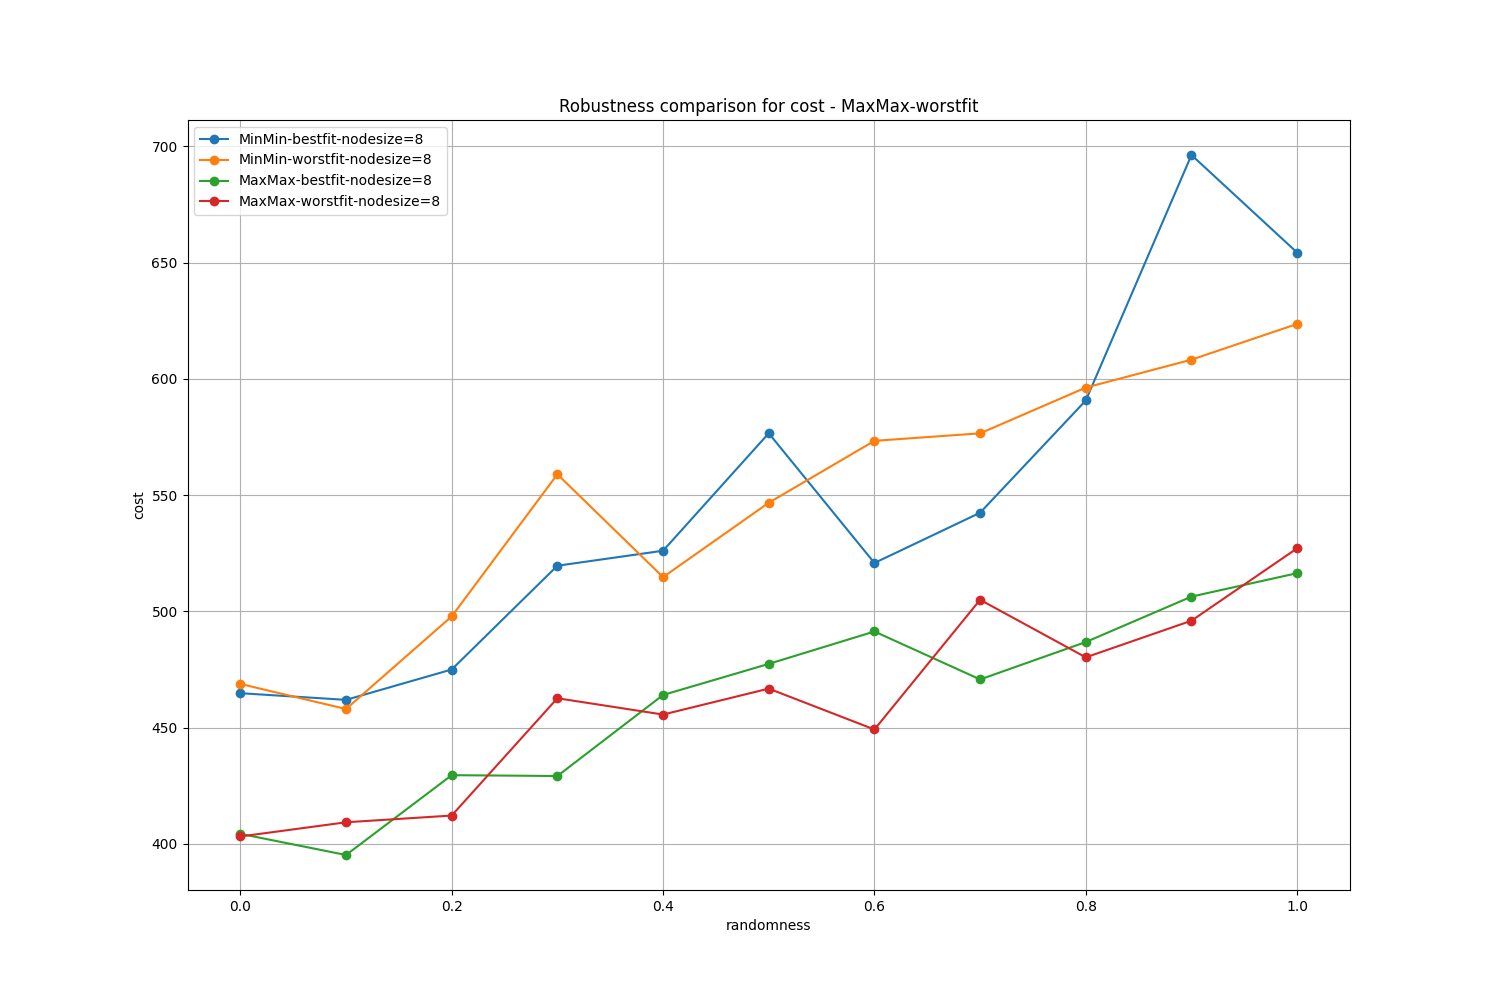 Robustness comparison for cost - MaxMax-worstfit
MinMin-bestfit-nodesize=8
MinMin-worstfit-nodesize=8
MaxMax-bestfit-nodesize=8
MaxMax-worstfit-nodesize=8
700
650
600
550
500
450
400
cost
0.0 0.2 0.4 0.6 0.8 1.0
randomness